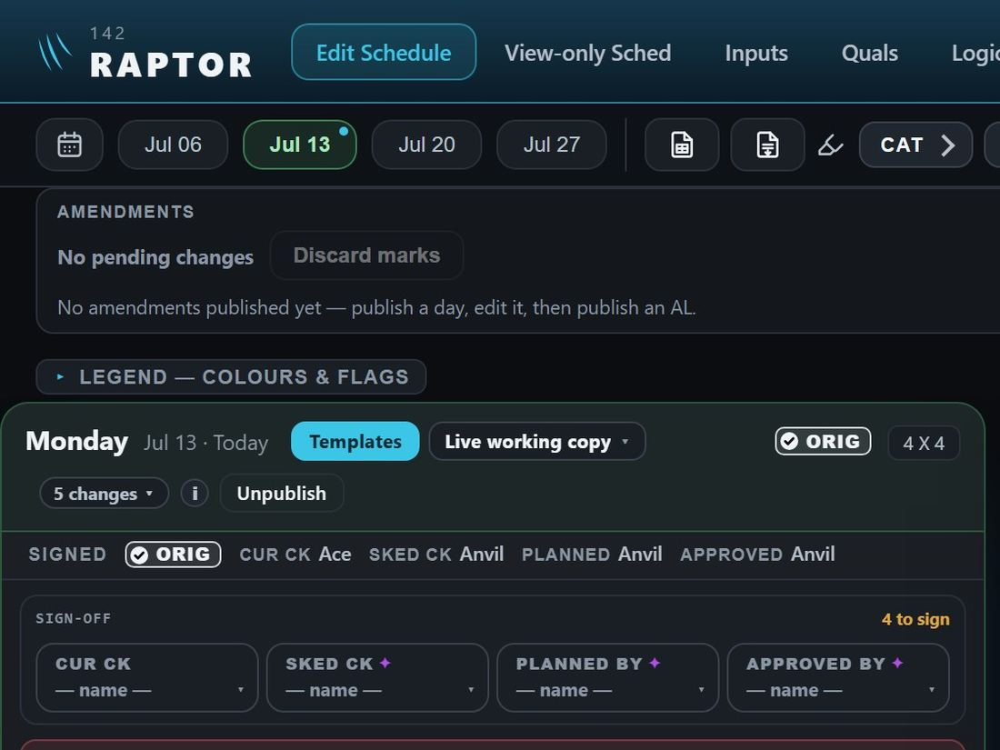 142
RAPTOR
Edit Schedule
View-only Sched
Inputs
Quals
Logic
Jul 06
Jul 13
Jul 20
Jul 27
CAT
AMENDMENTS
No pending changes
Discard marks
No amendments published yet — publish a day, edit it, then publish an AL.
LEGEND — COLOURS & FLAGS
Monday Jul 13 · Today
Templates
Live working copy
ORIG
4 X 4
5 changes
i
Unpublish
SIGNED ORIG CUR CK Ace SKED CK Anvil PLANNED Anvil APPROVED Anvil
SIGN-OFF
4 to sign
CUR CK
— name —
SKED CK
— name —
PLANNED BY
— name —
APPROVED BY
— name —